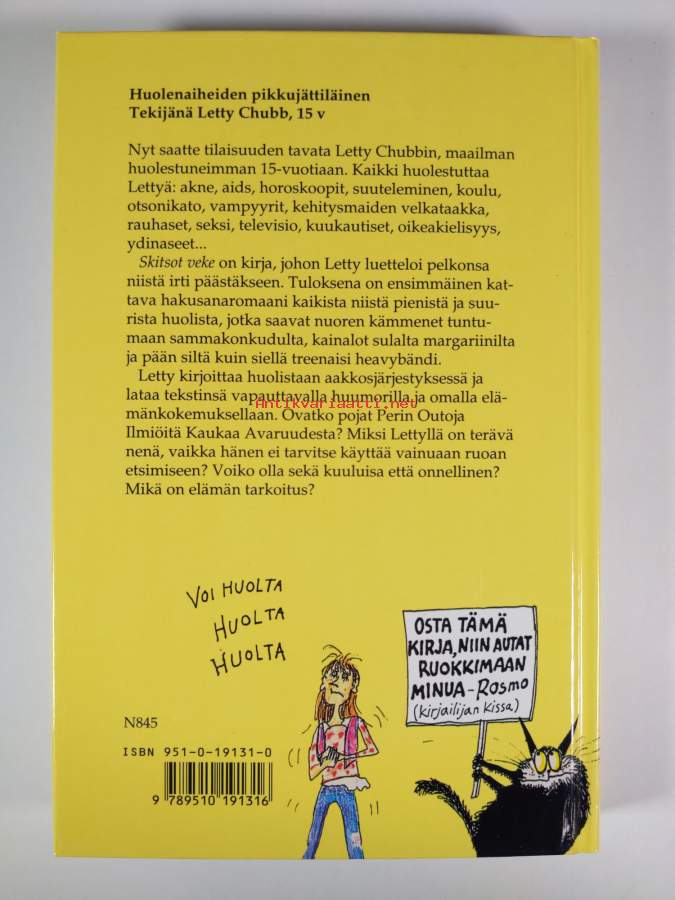 Huolenaiheiden pikkujättiläinen
Tekijänä Letty Chubb, 15 v
Nyt saatte tilaisuuden tavata Letty Chubbin, maailman
huolestuneimman 15-vuotiaan. Kaikki huolestuttaa
Lettyä: akne, aids, horoskoopit, suuteleminen, koulu,
otsonikato, vampyyrit, kehitysmaiden velkataakka,
rauhaset, seksi, televisio, kuukautiset, oikeakielisyys,
ydinaseet...
Skitsot veke on kirja, johon Letty luetteloi pelkonsa
niistä irti päästäkseen. Tuloksena on ensimmäinen kat-
tava hakusanaromaani kaikista niistä pienistä ja suu-
rista huolista, jotka saavat nuoren kämmenet tuntu-
maan sammakonkudulta, kainalot sulalta margariinilta
ja pään siltä kuin siellä treenaisi heavybändi.
Letty kirjoittaa huolistaan aakkosjärjestyksessä ja
lataa tekstinsä vapauttavalla huumorilla ja omalla elä-
Antikvariaatti.net
mänkokemuksellaan. Ovatko pojat Perin Outoja
Ilmiöitä Kaukaa Avaruudesta? Miksi Lettyllä on terävä
nenä, vaikka hänen ei tarvitse käyttää vainuaan ruoan
etsimiseen? Voiko olla sekä kuuluisa että onnellinen?
Mikä on elämän tarkoitus?
VOI HUOLTA
HUOLTA
HUOLTA
OSTA TÄMÄ
KIRJA, NIIN AUTAT
RUOKKIMAAN
MINUA - Rosmo
(kirjailijan kissa)
N845
ISBN 951-0-19131-0
9 789510 191316